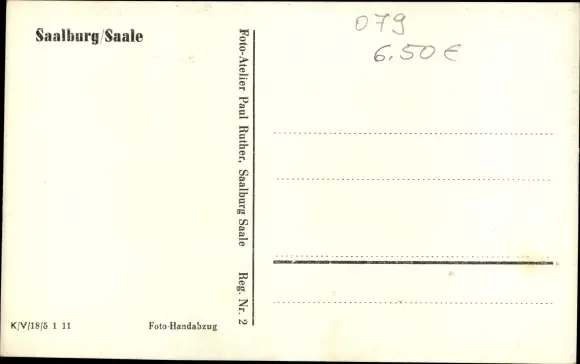 Saalburg/Saale
079
6.50€
Foto-Atelier Paul Ruther, Saalburg Saale Reg. Nr. 2
K/V/18/5 1 11
Foto-Handabzug